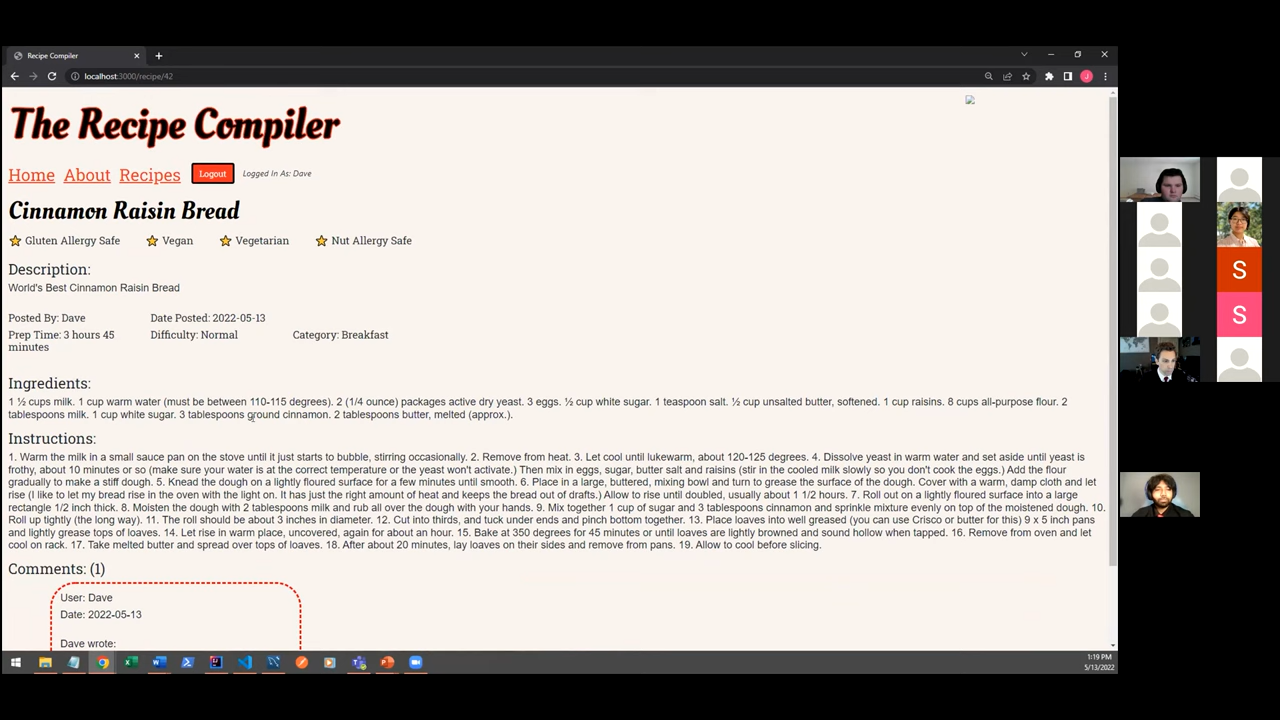 Recipe Compiler
localhost:3000/recipe/42
J
The Recipe Compiler
Home About Recipes Logout Logged In As: Dave
Cinnamon Raisin Bread
Gluten Allergy Safe Vegan Vegetarian Nut Allergy Safe
Description:
World's Best Cinnamon Raisin Bread
Posted By: Dave Date Posted: 2022-05-13
Prep Time: 3 hours 45 Difficulty: Normal Category: Breakfast
minutes
Ingredients:
1 ½ cups milk. 1 cup warm water (must be between 110-115 degrees). 2 (1/4 ounce) packages active dry yeast. 3 eggs. ½ cup white sugar. 1 teaspoon salt. ½ cup unsalted butter, softened. 1 cup raisins. 8 cups all-purpose flour. 2
tablespoons milk. 1 cup white sugar. 3 tablespoons ground cinnamon. 2 tablespoons butter, melted (approx.).
Instructions:
1. Warm the milk in a small sauce pan on the stove until it just starts to bubble, stirring occasionally. 2. Remove from heat. 3. Let cool until lukewarm, about 120-125 degrees. 4. Dissolve yeast in warm water and set aside until yeast is
frothy, about 10 minutes or so (make sure your water is at the correct temperature or the yeast won't activate.) Then mix in eggs, sugar, butter salt and raisins (stir in the cooled milk slowly so you don't cook the eggs.) Add the flour
gradually to make a stiff dough. 5. Knead the dough on a lightly floured surface for a few minutes until smooth. 6. Place in a large, buttered, mixing bowl and turn to grease the surface of the dough. Cover with a warm, damp cloth and let
rise (I like to let my bread rise in the oven with the light on. It has just the right amount of heat and keeps the bread out of drafts.) Allow to rise until doubled, usually about 1 1/2 hours. 7. Roll out on a lightly floured surface into a large
rectangle 1/2 inch thick. 8. Moisten the dough with 2 tablespoons milk and rub all over the dough with your hands. 9. Mix together 1 cup of sugar and 3 tablespoons cinnamon and sprinkle mixture evenly on top of the moistened dough. 10.
Roll up tightly (the long way). 11. The roll should be about 3 inches in diameter. 12. Cut into thirds, and tuck under ends and pinch bottom together. 13. Place loaves into well greased (you can use Crisco or butter for this) 9 x 5 inch pans
and lightly grease tops of loaves. 14. Let rise in warm place, uncovered, again for about an hour. 15. Bake at 350 degrees for 45 minutes or until loaves are lightly browned and sound hollow when tapped. 16. Remove from oven and let
cool on rack. 17. Take melted butter and spread over tops of loaves. 18. After about 20 minutes, lay loaves on their sides and remove from pans. 19. Allow to cool before slicing.
Comments: (1)
User: Dave
Date: 2022-05-13
Dave wrote:
1:19 PM
5/13/2022
S
S